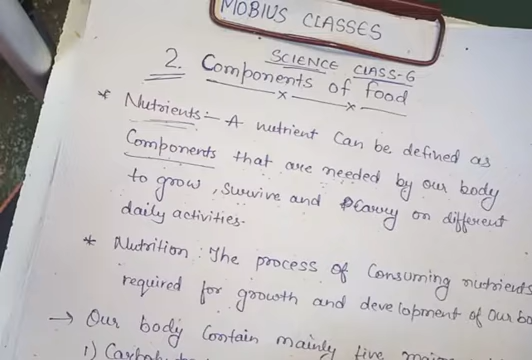 MOBIUS CLASSES
SCIENCE CLASS-6
2. Components of food
* Nutrients:- A nutrient can be defined as
Components that are needed by our body
to grow, survive and carry on different
daily activities.
* Nutrition: The process of Consuming nutrients
required for growth and development of our bo
→ Our body Contain mainly five
1)